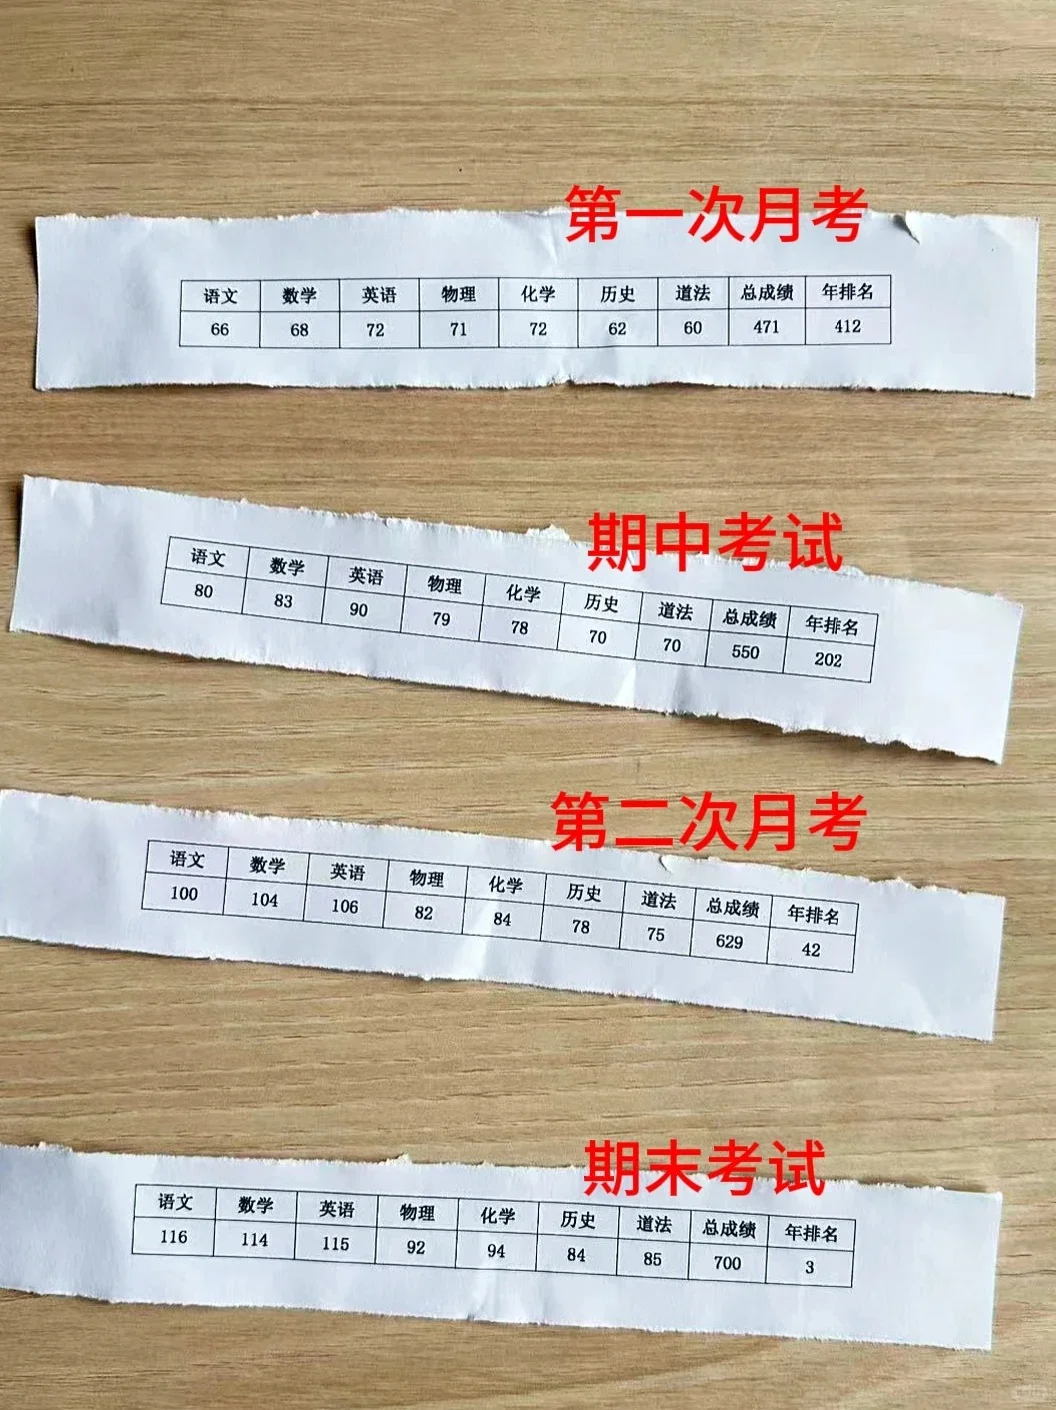 第一次月考
语文 数学 英语 物理 化学 历史 道法 总成绩 年排名
66 68 72 71 72 62 60 471 412
期中考试
语文 数学 英语 物理 化学 历史 道法 总成绩 年排名
80 83 90 79 78 70 70 550 202
第二次月考
语文 数学 英语 物理 化学 历史 道法 总成绩 年排名
100 104 106 82 84 78 75 629 42
期末考试
语文 数学 英语 物理 化学 历史 道法 总成绩 年排名
116 114 115 92 94 84 85 700 3